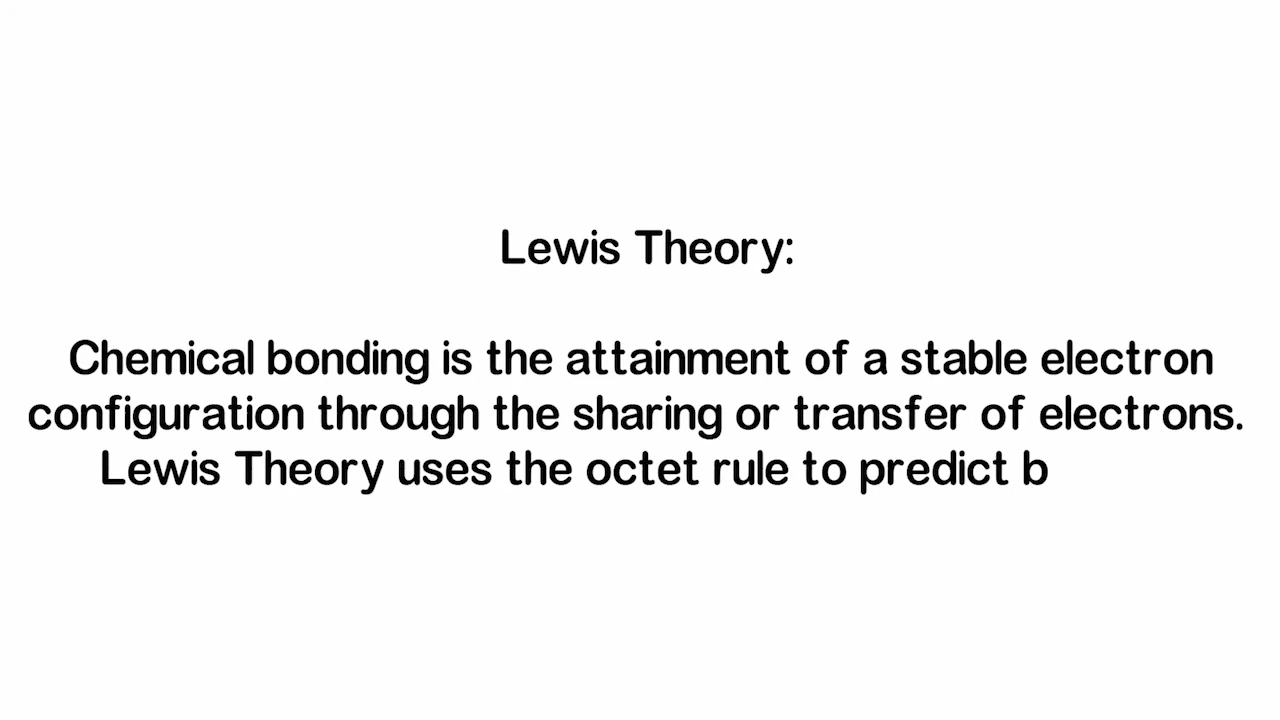 Lewis Theory:
Chemical bonding is the attainment of a stable electron
configuration through the sharing or transfer of electrons.
Lewis Theory uses the octet rule to predict b